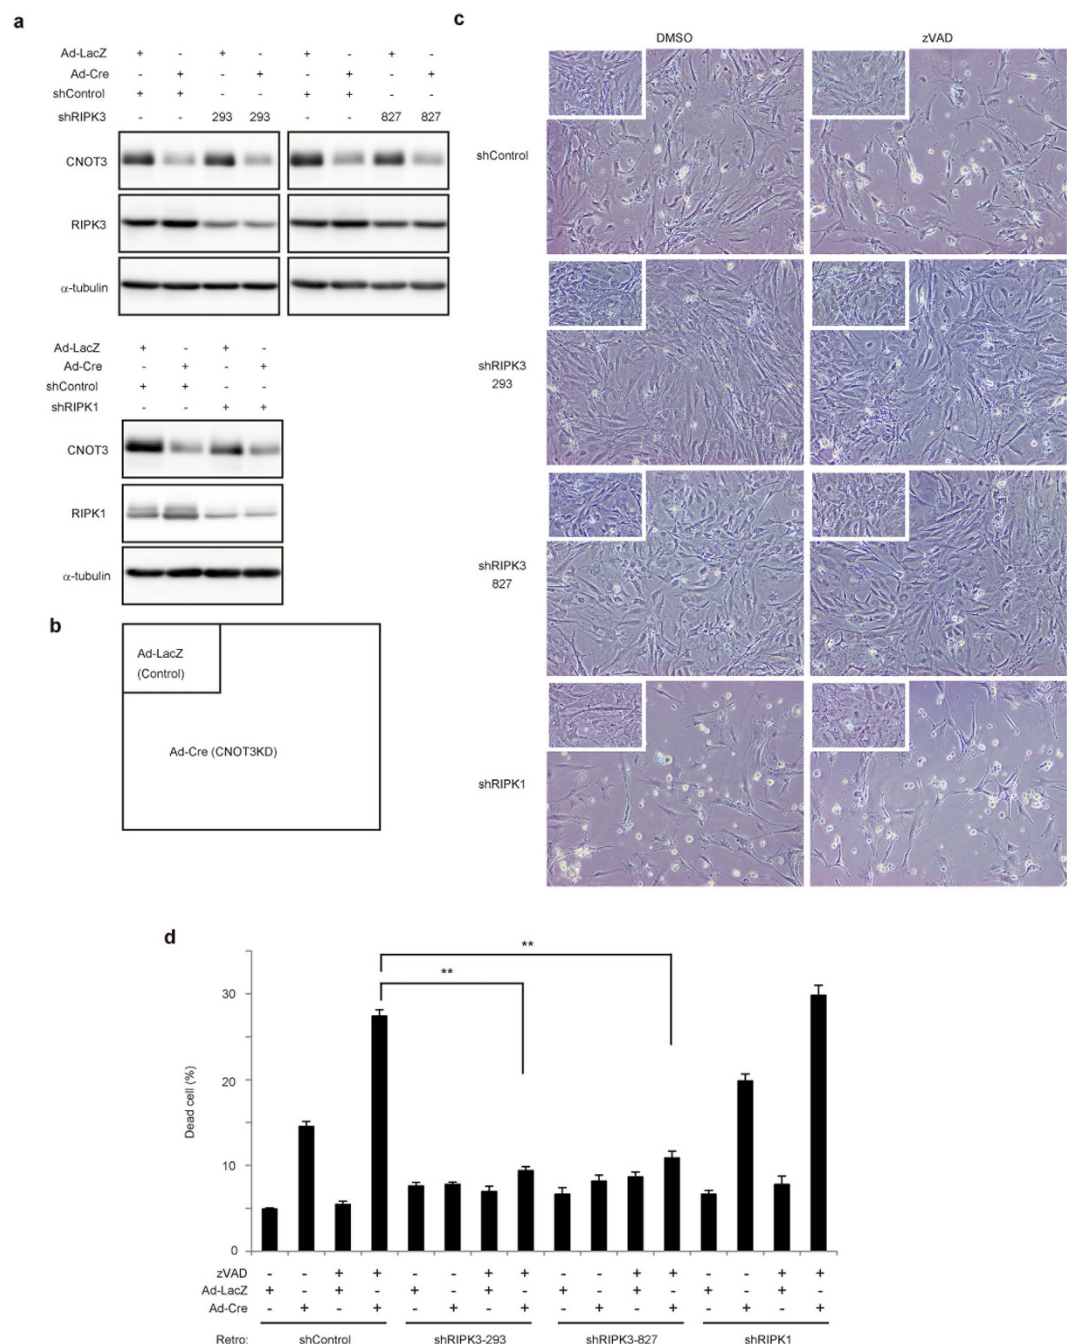 a
Ad-LacZ + - + - + - + -
Ad-Cre - + - + - + - +
shControl + + - - + + - -
shRIPK3 - - 293 293 - - 827 827
CNOT3
RIPK3
α-tubulin
Ad-LacZ + - + -
Ad-Cre - + - +
shControl + + - -
shRIPK1 - - + +
CNOT3
RIPK1
α-tubulin
b
Ad-LacZ
(Control)
Ad-Cre (CNOT3KD)
c
DMSO zVAD
shControl
shRIPK3
293
shRIPK3
827
shRIPK1
d
**
**
Dead cell (%)
30
20
10
0
zVAD - - + + - - + + - - + + - - + +
Ad-LacZ + - + - + - + - + - + - + - + -
Ad-Cre - + - + - + - + - + - + - + - +
Retro: shControl shRIPK3-293 shRIPK3-827 shRIPK1